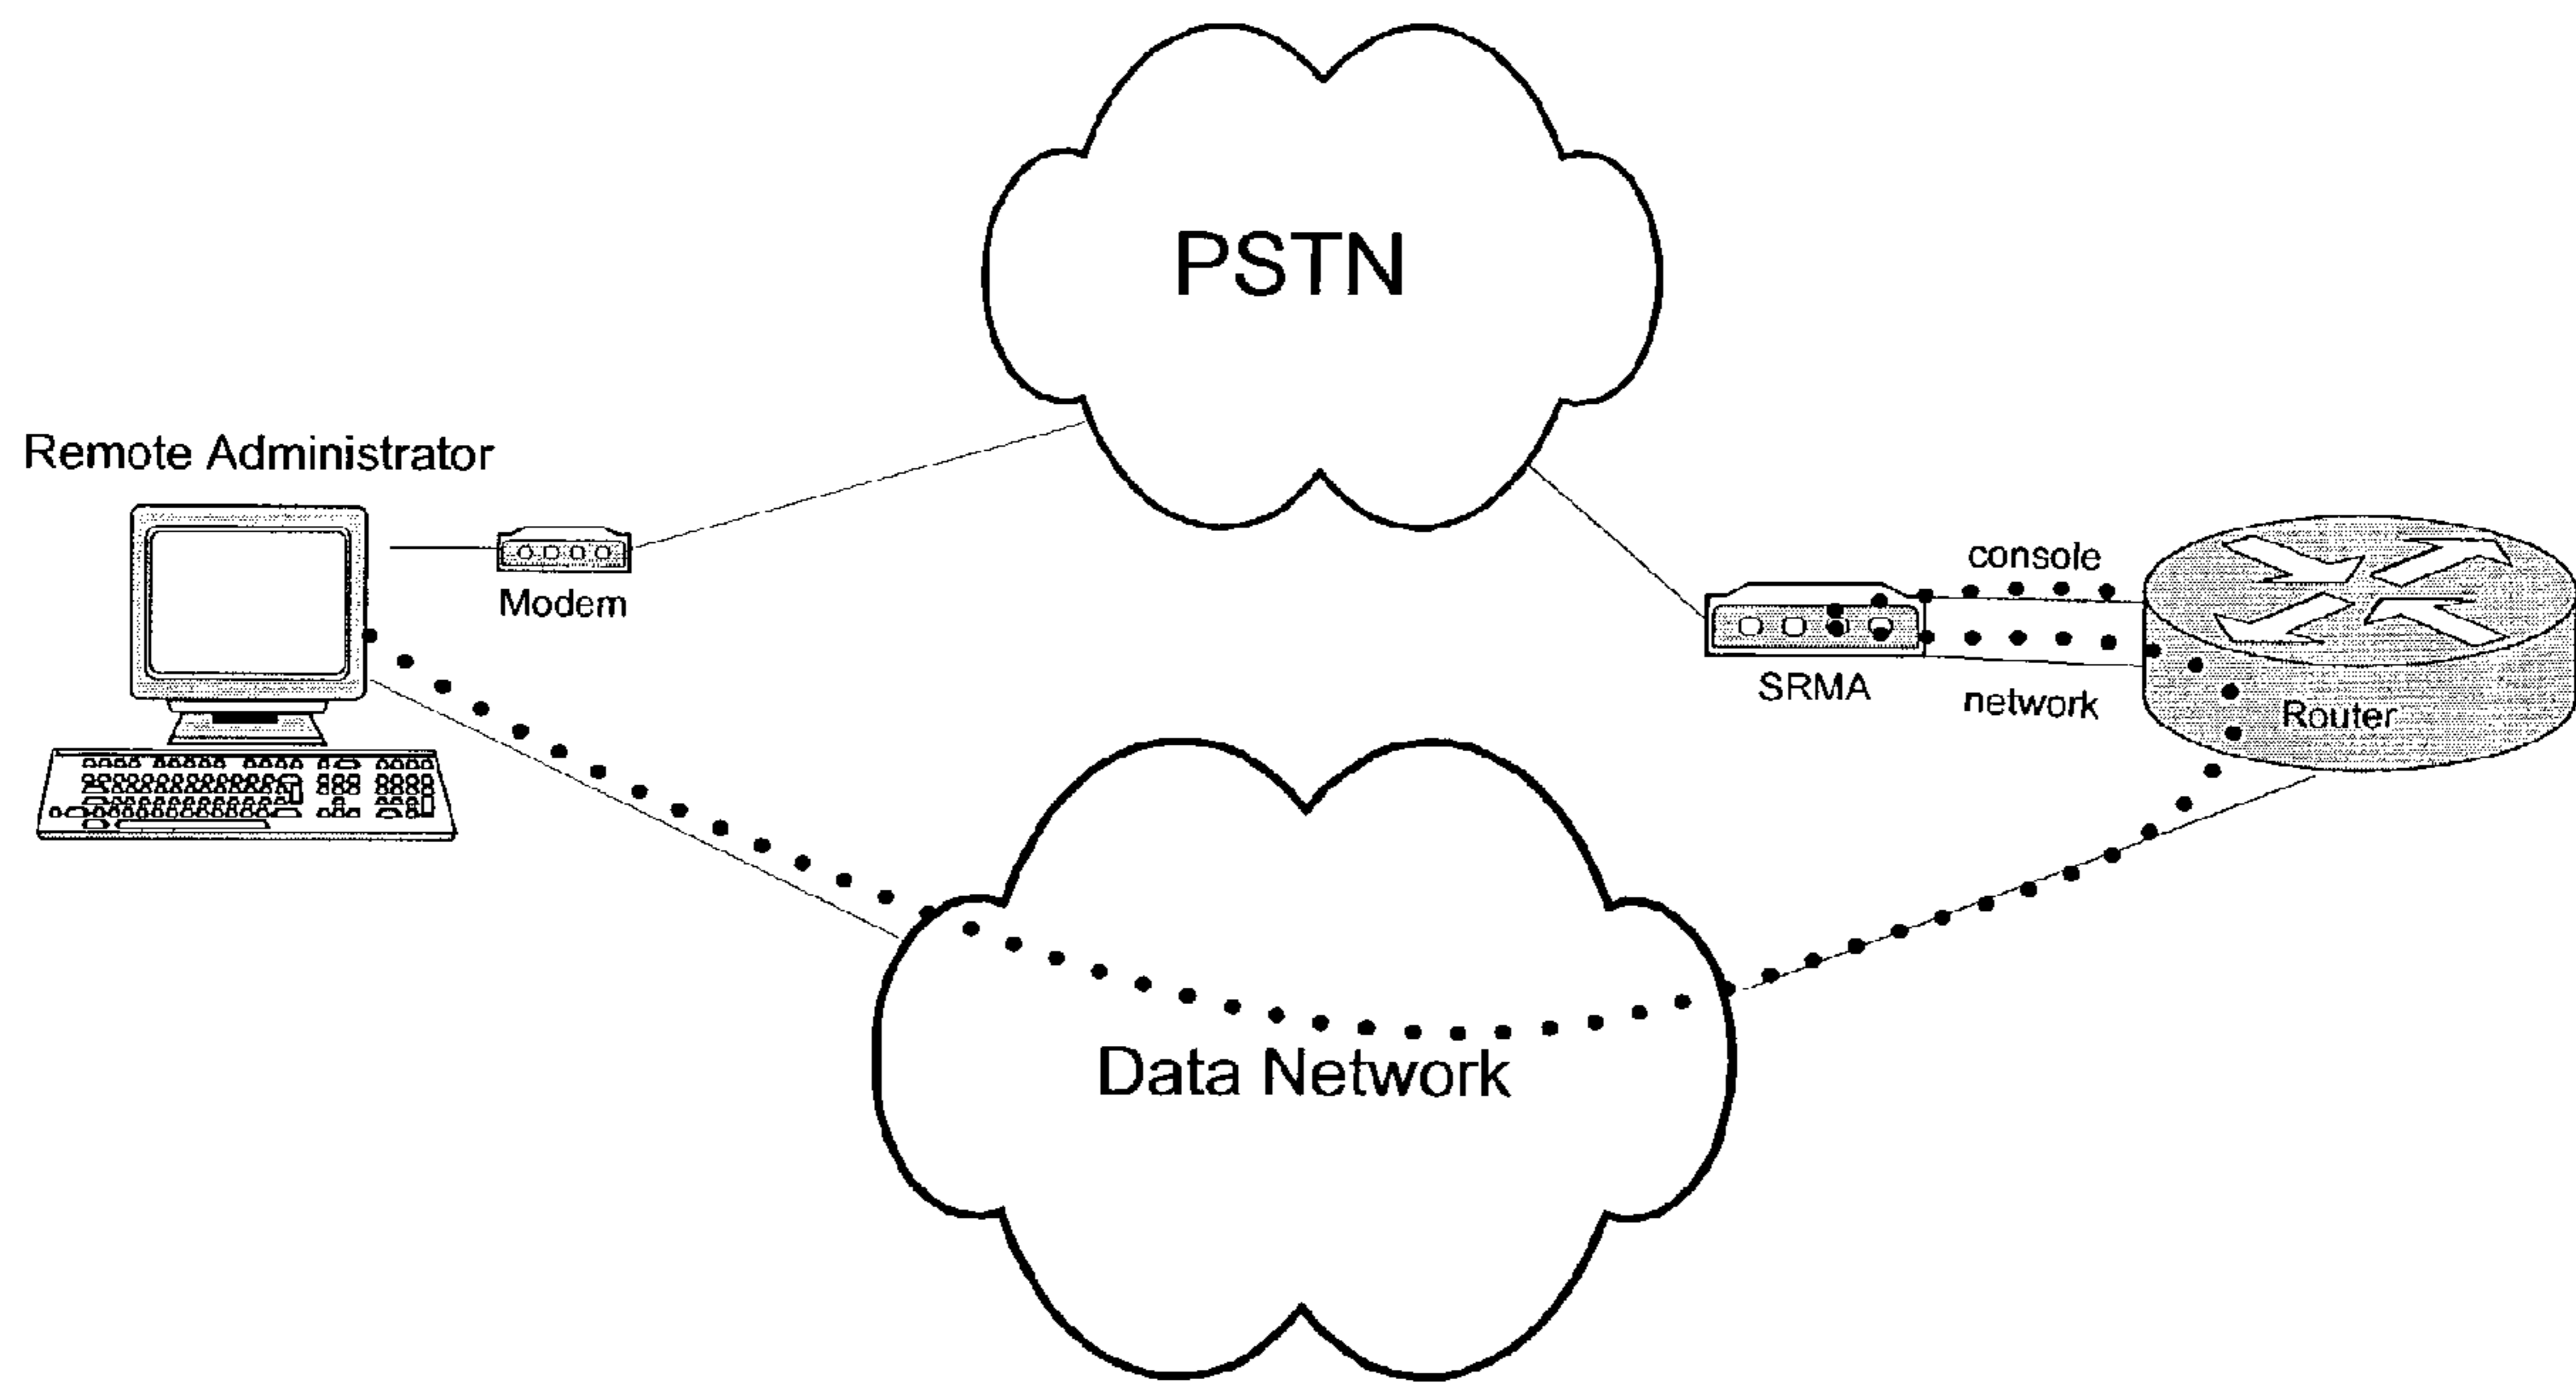 PSTN
Remote Administrator
Modem
console
SRMA
network
Router
Data Network